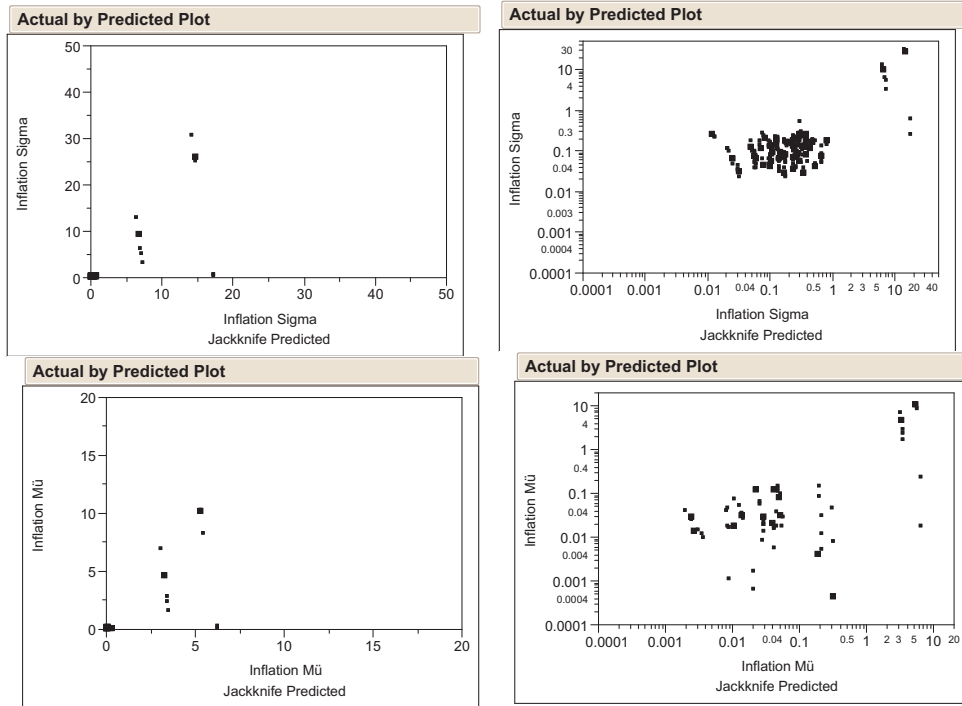 Actual by Predicted Plot
50
40
30
20
10
0
0 10 20 30 40 50
Inflation Sigma
Inflation Sigma
Jackknife Predicted
Actual by Predicted Plot
30
10
4
1
0.3
0.1
0.04
0.01
0.003
0.001
0.0004
0.0001
0.0001 0.001 0.01 0.04 0.1 0.5 1 2 3 5 10 20 40
Inflation Sigma
Inflation Sigma
Jackknife Predicted
Actual by Predicted Plot
20
15
10
5
0
0 5 10 15 20
Inflation Mü
Inflation Mü
Jackknife Predicted
Actual by Predicted Plot
10
4
1
0.4
0.1
0.04
0.01
0.004
0.001
0.0004
0.0001
0.0001 0.001 0.01 0.04 0.1 0.5 1 2 3 5 10 20
Inflation Mü
Inflation Mü
Jackknife Predicted